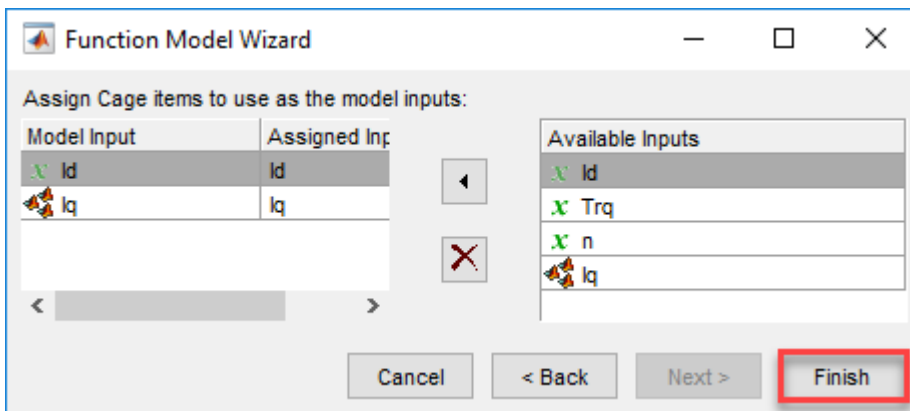 Function Model Wizard
Assign Cage items to use as the model inputs:
Model Input Assigned Inp
x Id Id
Iq Iq
Available Inputs
x Id
x Trq
x n
Iq
Cancel < Back Next > Finish